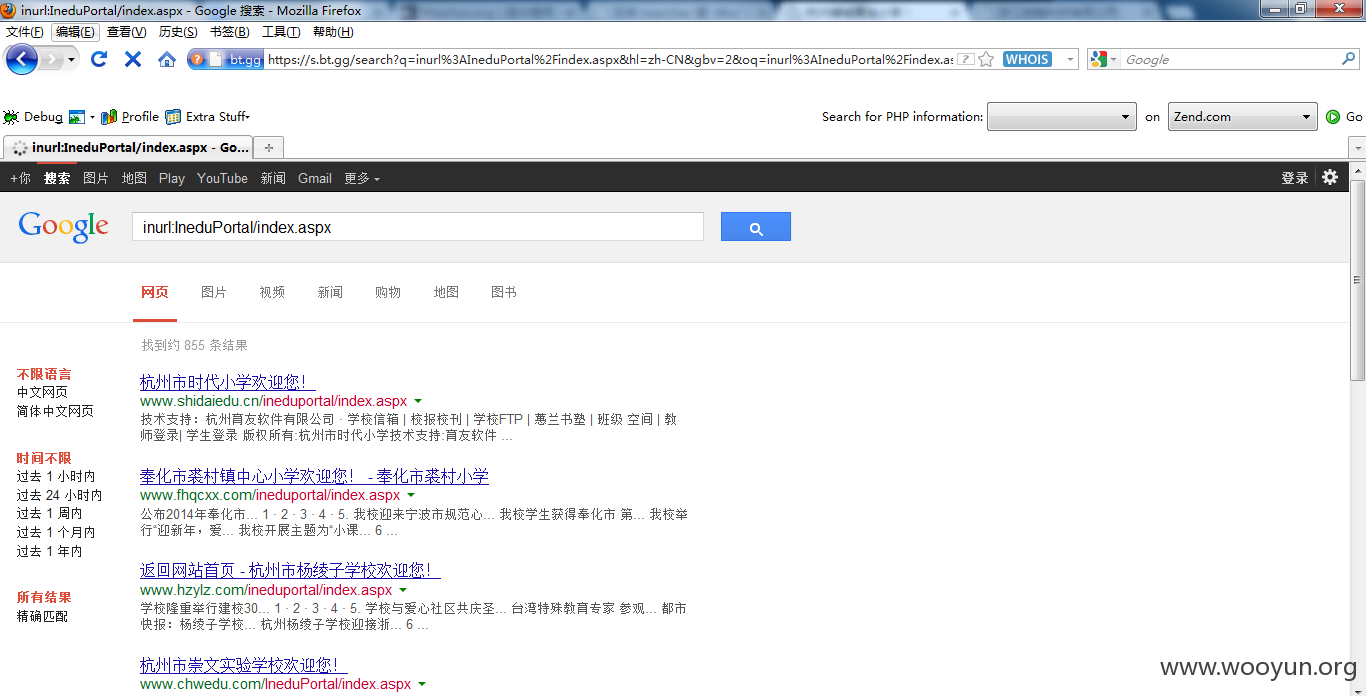 inurl:IneduPortal/index.aspx - Google 搜索 - Mozilla Firefox
文件(F) 编辑(E) 查看(V) 历史(S) 书签(B) 工具(T) 帮助(H)
bt.gg https://s.bt.gg/search?q=inurl%3AIneduPortal%2Findex.aspx&hl=zh-CN&gbv=2&oq=inurl%3AIneduPortal%2Findex.as ? WHOIS Google
Debug Profile Extra Stuff Search for PHP information: on Zend.com Go
inurl:IneduPortal/index.aspx - Go...
+你 搜索 图片 地图 Play YouTube 新闻 Gmail 更多 登录
Google inurl:IneduPortal/index.aspx
网页 图片 视频 新闻 购物 地图 图书
找到约 855 条结果
不限语言
中文网页
简体中文网页
时间不限
过去 1 小时内
过去 24 小时内
过去 1 周内
过去 1 个月内
过去 1 年内
所有结果
精确匹配
杭州市时代小学欢迎您！
www.shidaiedu.cn/ineduportal/index.aspx
技术支持：杭州育友软件有限公司 · 学校信箱 | 校报校刊 | 学校FTP | 蕙兰书塾 | 班级 空间 | 教
师登录| 学生登录 版权所有:杭州市时代小学技术支持:育友软件 ...
奉化市裘村镇中心小学欢迎您！ - 奉化市裘村小学
www.fhqcxx.com/ineduportal/index.aspx
公布2014年奉化市... 1 · 2 · 3 · 4 · 5. 我校迎来宁波市规范心... 我校学生获得奉化市 第... 我校举
行“迎新年，爱... 我校开展主题为“小课... 6 ...
返回网站首页 - 杭州市杨绫子学校欢迎您！
www.hzylz.com/ineduportal/index.aspx
学校隆重举行建校30... 1 · 2 · 3 · 4 · 5. 学校与爱心社区共庆圣... 台湾特殊教育专家 参观... 都市
快报：杨绫子学校... 杭州杨绫子学校迎接浙... 6 ...
杭州市崇文实验学校欢迎您！
www.chwedu.com/IneduPortal/index.aspx
www.wooyun.org